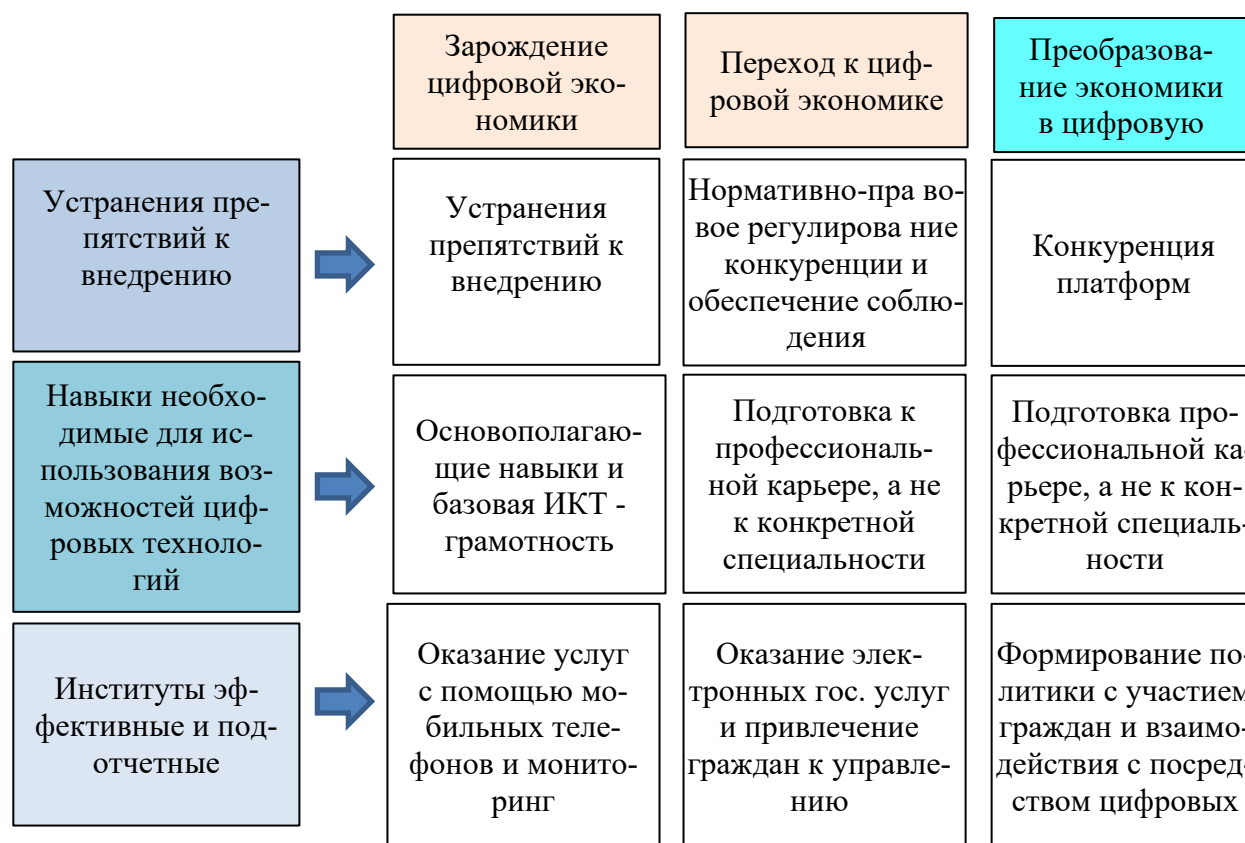 Зарождение
цифровой эко-
номики
Переход к циф-
ровой экономике
Преобразова-
ние экономики
в цифровую
Устранения пре-
пятствий к
внедрению
Устранения
препятствий к
внедрению
Нормативно-пра во-
вое регулирова ние
конкуренции и
обеспечение соблю-
дения
Конкуренция
платформ
Навыки необхо-
димые для ис-
пользования воз-
можностей циф-
ровых техноло-
гий
Основополагаю-
щие навыки и
базовая ИКТ -
грамотность
Подготовка к
профессиональ-
ной карьере, а не
к конкретной
специальности
Подготовка про-
фессиональной ка-
рьере, а не к кон-
кретной специаль-
ности
Институты эф-
фективные и под-
отчетные
Оказание услуг
с помощью мо-
бильных теле-
фонов и монито-
ринг
Оказание элек-
тронных гос. услуг
и привлечение
граждан к управле-
нию
Формирование по-
литики с участием
граждан и взаимо-
действия с посред-
ством цифровых